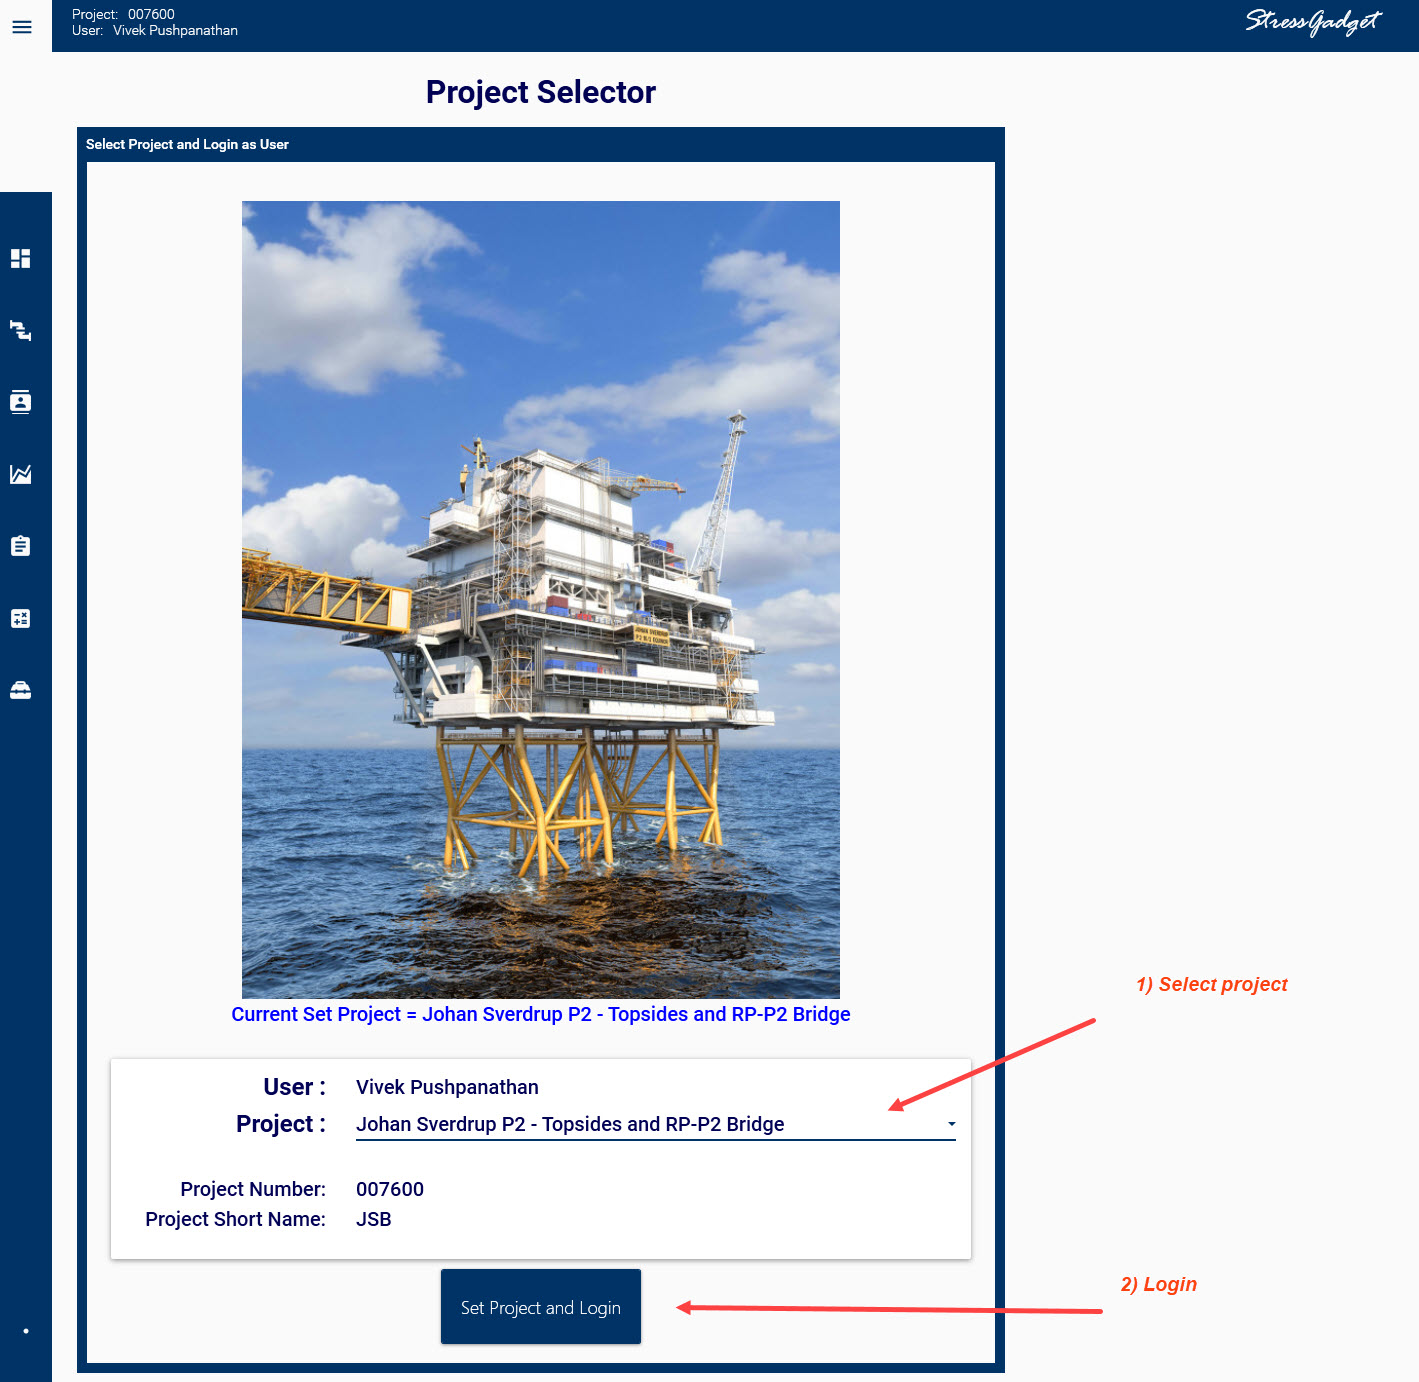 Project: 007600
User: Vivek Pushpanathan
StressGadget
Project Selector
Select Project and Login as User
JOHAN SVERDRUP
Current Set Project = Johan Sverdrup P2 - Topsides and RP-P2 Bridge
1) Select project
User : Vivek Pushpanathan
Project : Johan Sverdrup P2 - Topsides and RP-P2 Bridge
Project Number: 007600
Project Short Name: JSB
2) Login
Set Project and Login